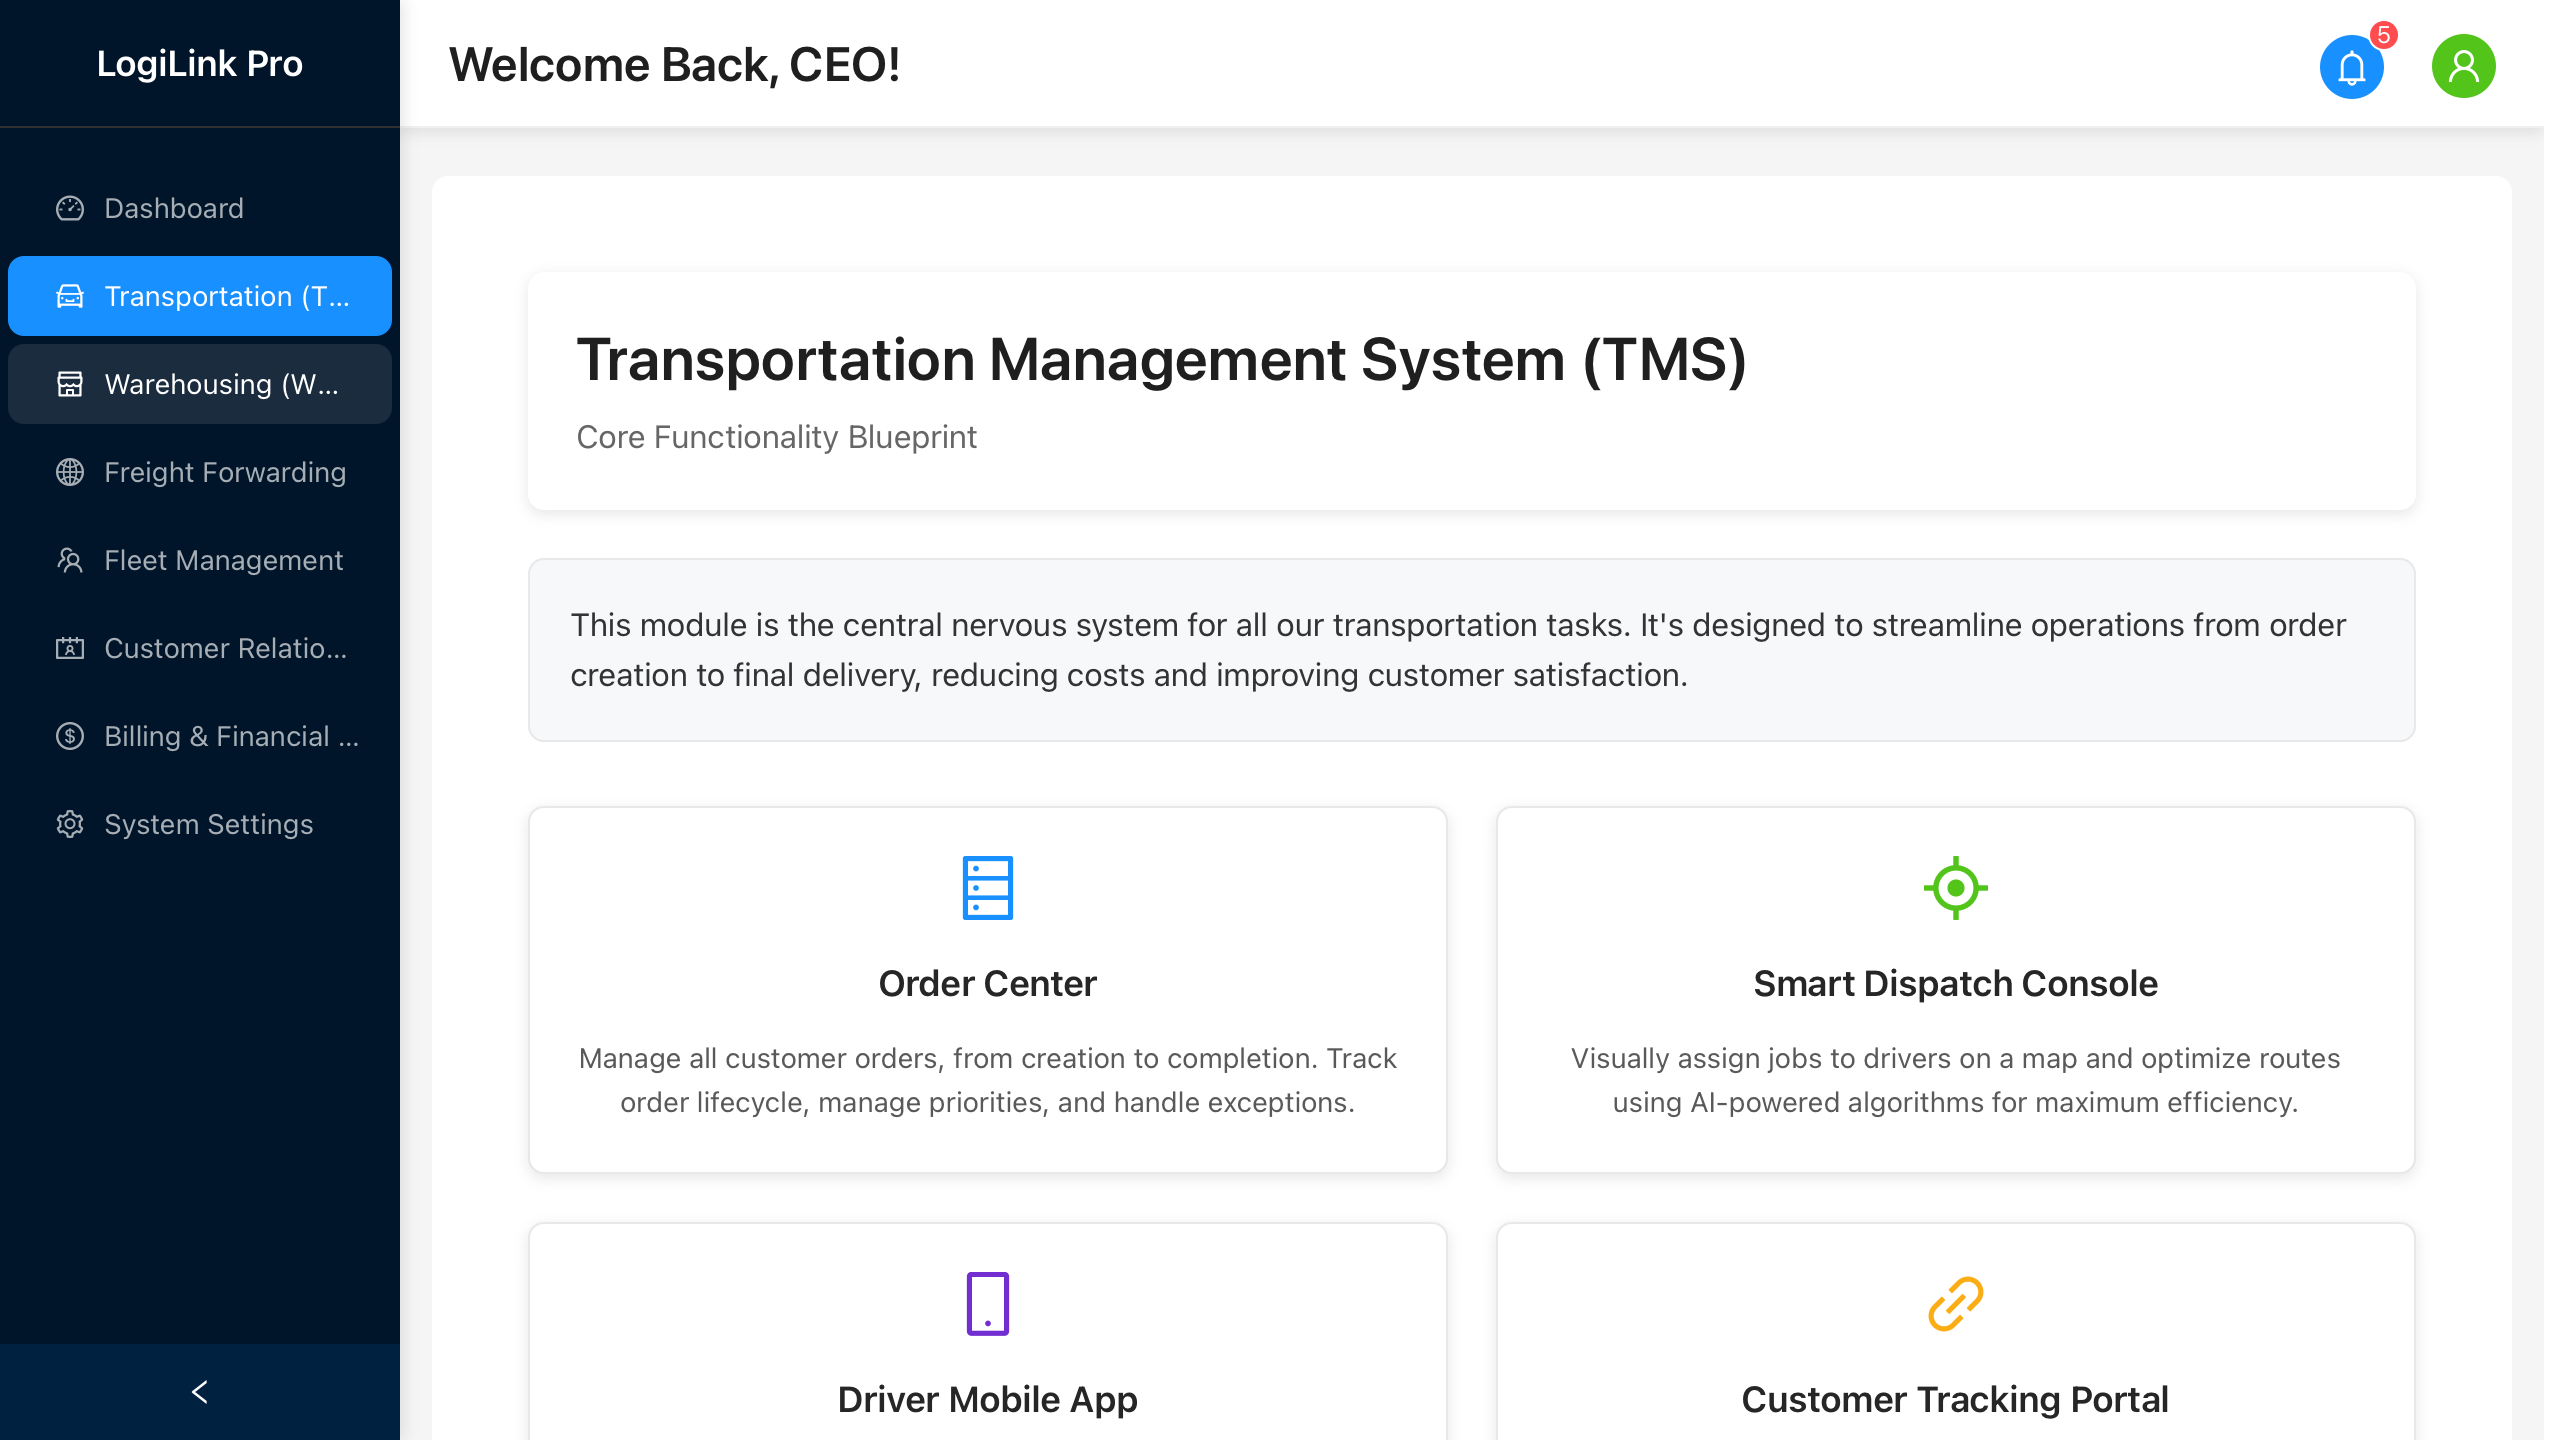 LogiLink Pro
Welcome Back, CEO!
5
Dashboard
Transportation (T...
Warehousing (W...
Freight Forwarding
Fleet Management
Customer Relatio...
Billing & Financial ...
System Settings
Transportation Management System (TMS)
Core Functionality Blueprint
This module is the central nervous system for all our transportation tasks. It's designed to streamline operations from order
creation to final delivery, reducing costs and improving customer satisfaction.
Order Center
Manage all customer orders, from creation to completion. Track
order lifecycle, manage priorities, and handle exceptions.
Smart Dispatch Console
Visually assign jobs to drivers on a map and optimize routes
using AI-powered algorithms for maximum efficiency.
Driver Mobile App
Customer Tracking Portal